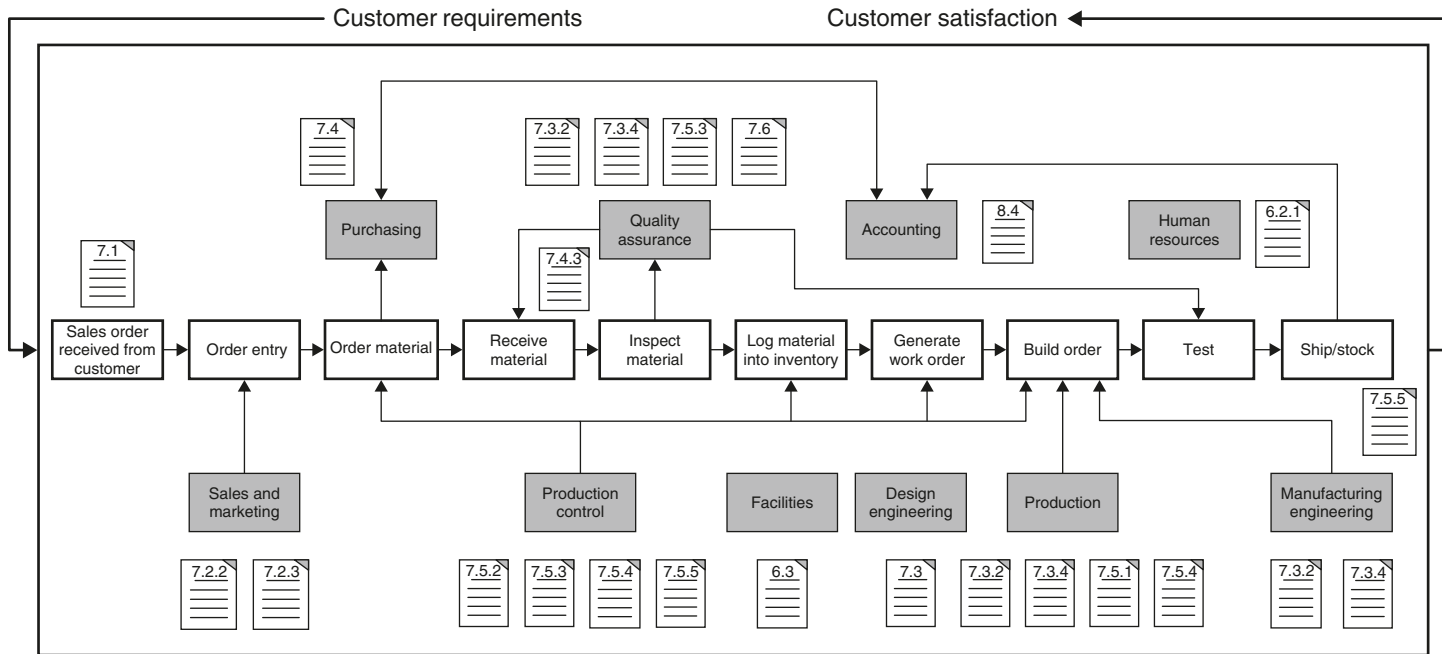 Customer requirements
Customer satisfaction
7.4
7.3.2
7.3.4
7.5.3
7.6
Purchasing
Quality
assurance
Accounting
8.4
Human
resources
6.2.1
7.1
7.4.3
Sales order
received from
customer
Order entry
Order material
Receive
material
Inspect
material
Log material
into inventory
Generate
work order
Build order
Test
Ship/stock
7.5.5
Sales and
marketing
Production
control
Facilities
Design
engineering
Production
Manufacturing
engineering
7.2.2
7.2.3
7.5.2
7.5.3
7.5.4
7.5.5
6.3
7.3
7.3.2
7.3.4
7.5.1
7.5.4
7.3.2
7.3.4